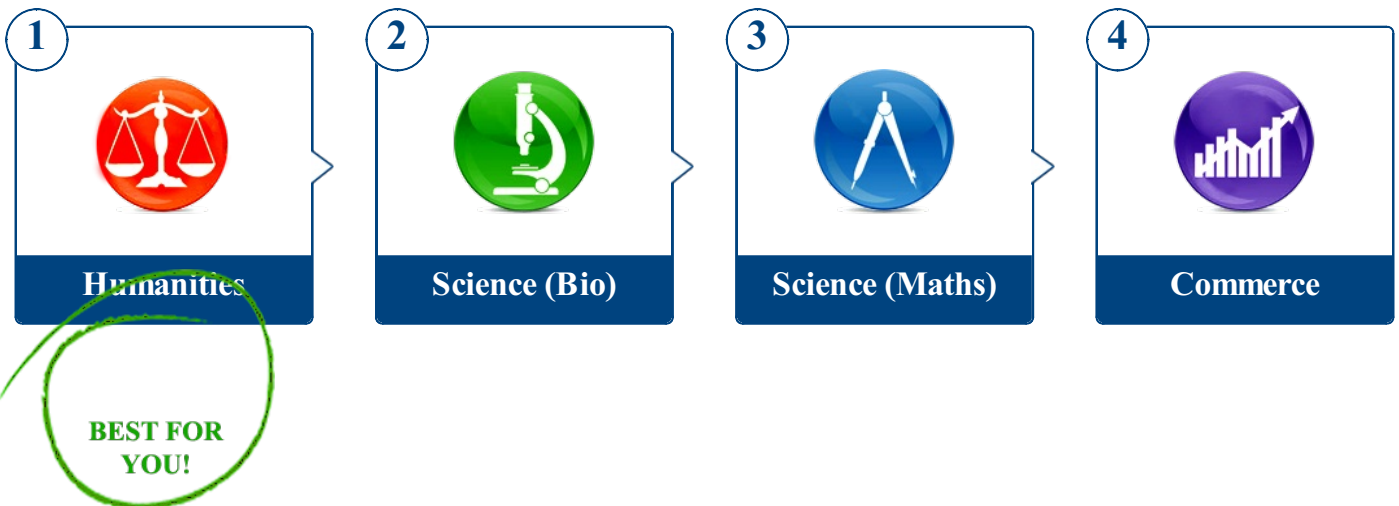 1
2
3
4
Humanities
Science (Bio)
Science (Maths)
Commerce
BEST FOR
YOU!